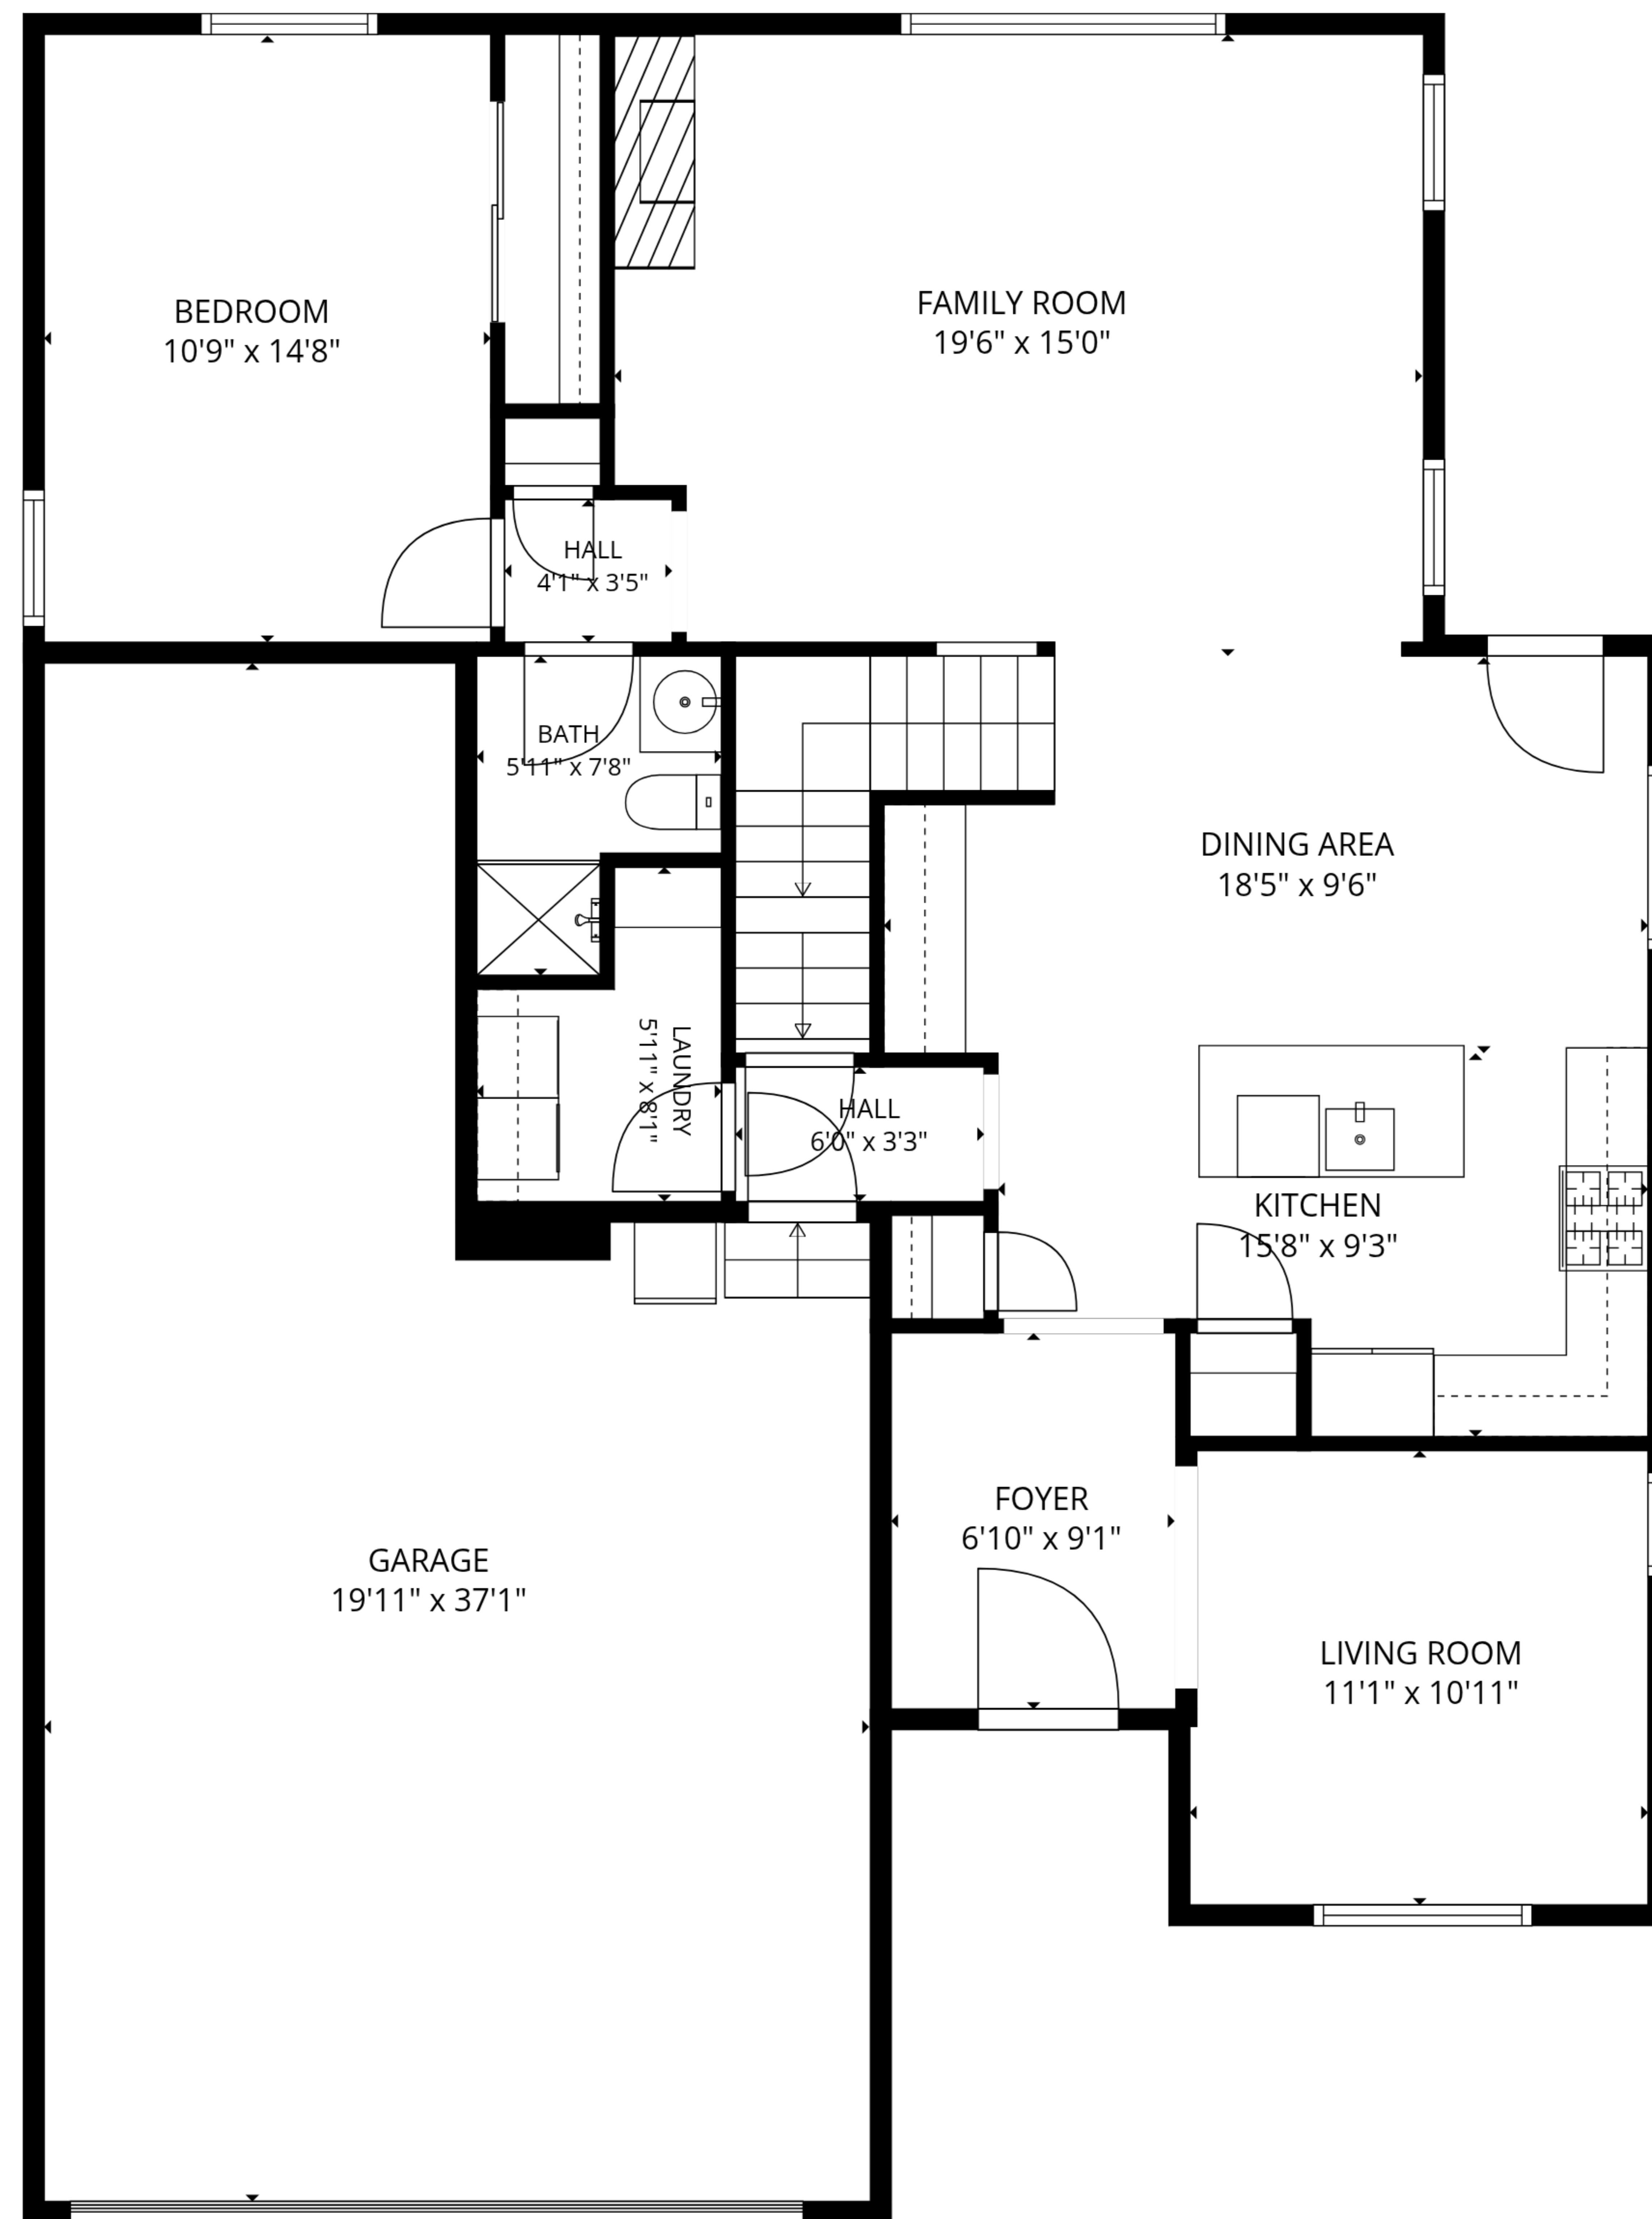 BEDROOM
10'9" x 14'8"
FAMILY ROOM
19'6" x 15'0"
HALL
4'1" x 3'5"
BATH
5'11" x 7'8"
DINING AREA
18'5" x 9'6"
LAUNDRY
5'11" x 8'1"
HALL
6'0" x 3'3"
KITCHEN
15'8" x 9'3"
FOYER
6'10" x 9'1"
GARAGE
19'11" x 37'1"
LIVING ROOM
11'1" x 10'11"